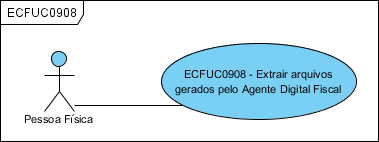 ECFUC0908
ECFUC0908 - Extrair arquivos
gerados pelo Agente Digital Fiscal
Pessoa Física